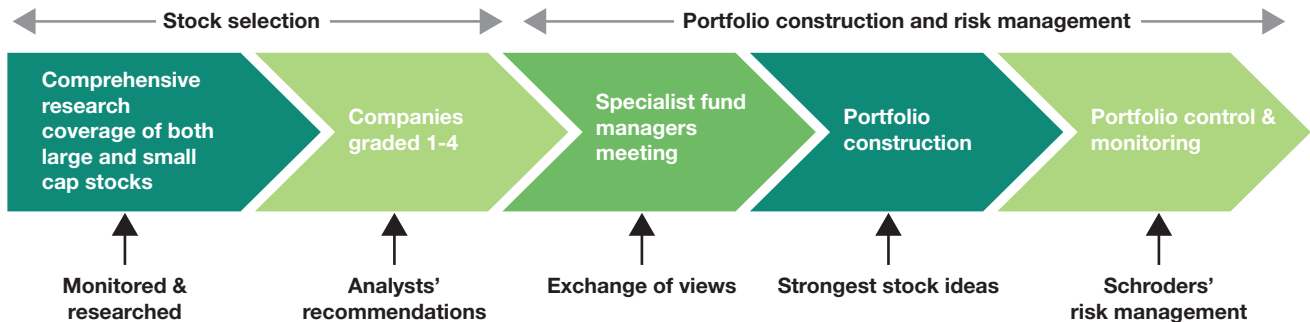 Stock selection
Portfolio construction and risk management
Comprehensive
research
coverage of both
large and small
cap stocks
Companies
graded 1-4
Specialist fund
managers
meeting
Portfolio
construction
Portfolio control &
monitoring
Monitored &
researched
Analysts’
recommendations
Exchange of views
Strongest stock ideas
Schroders’
risk management